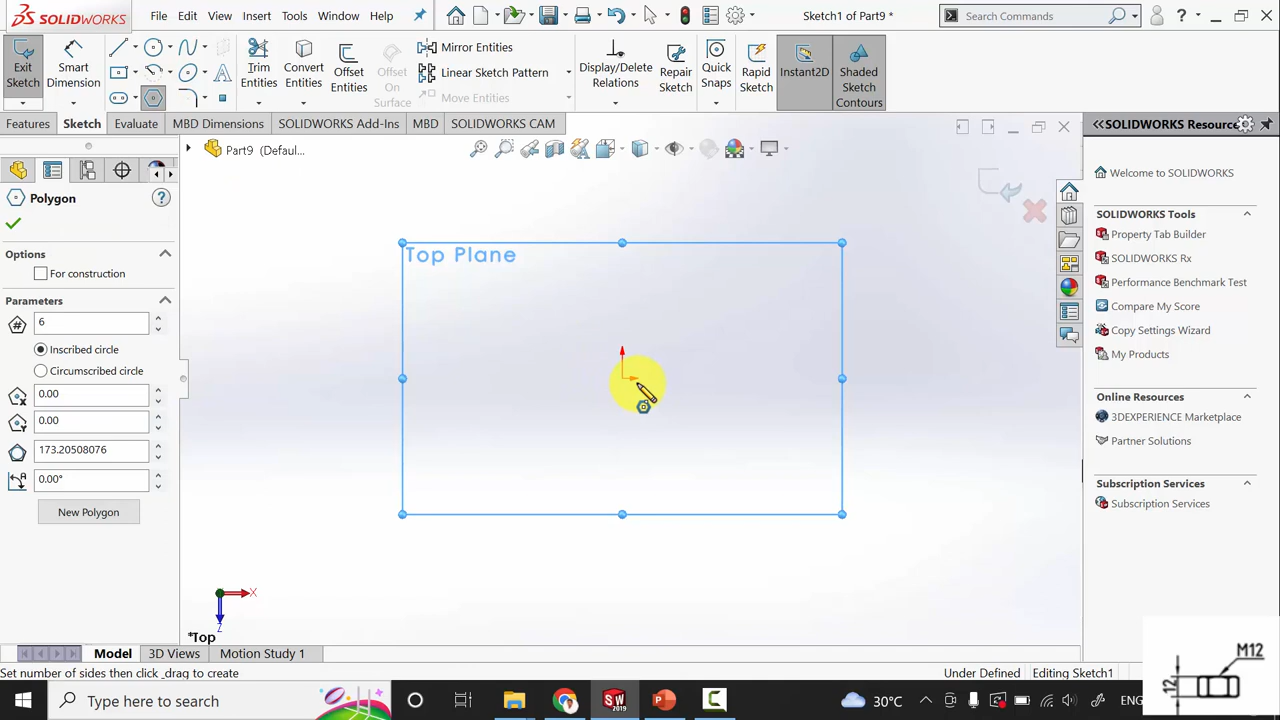 SOLIDWORKS File Edit View Insert Tools Window Sketch1 of Part9 * Search Commands ?
Exit Sketch
Smart Dimension
Trim Entities
Convert Entities
Offset Entities
Offset On Surface
Mirror Entities
Linear Sketch Pattern
Move Entities
Display/Delete Relations
Repair Sketch
Quick Snaps
Rapid Sketch
Instant2D
Shaded Sketch Contours
Features Sketch Evaluate MBD Dimensions SOLIDWORKS Add-Ins MBD SOLIDWORKS CAM
Part9 (Defaul...
Polygon ?
Options
For construction
Parameters
6
Inscribed circle
Circumscribed circle
0.00
0.00
173.20508076
0.00°
New Polygon
Top Plane
X
Z
*Top
SOLIDWORKS Resourc
Welcome to SOLIDWORKS
SOLIDWORKS Tools
Property Tab Builder
SOLIDWORKS Rx
Performance Benchmark Test
Compare My Score
Copy Settings Wizard
My Products
Online Resources
3DEXPERIENCE Marketplace
Partner Solutions
Subscription Services
Subscription Services
M12
12
Model 3D Views Motion Study 1
Set number of sides then click _drag to create Under Defined Editing Sketch1
Type here to search 30°C ENG